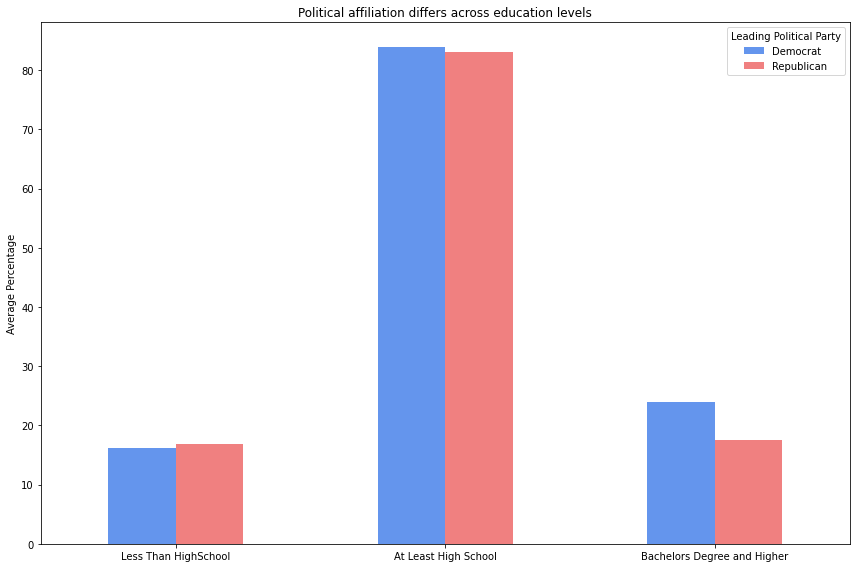 Political affiliation differs across education levels
Leading Political Party
Democrat
Republican
Average Percentage
80
70
60
50
40
30
20
10
0
Less Than HighSchool
At Least High School
Bachelors Degree and Higher